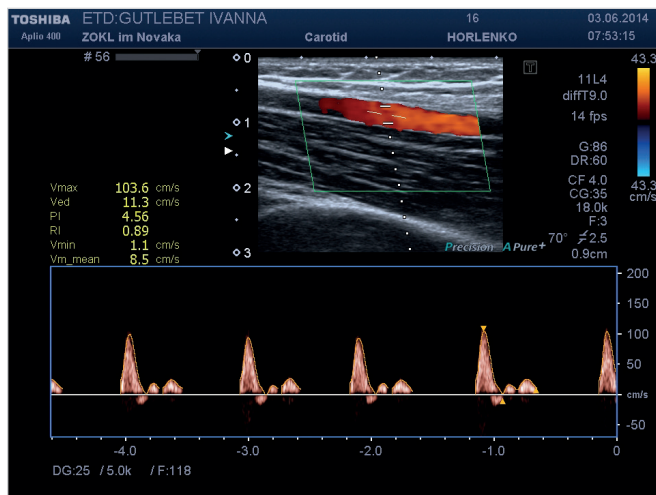 TOSHIBA ETD:GUTLEBET IVANNA 16 03.06.2014
Aplio 400 ZOKL im Novaka Carotid HORLENKO 07:53:15
#56
0
1
2
3
T
43.3
11L4
diffT9.0
14 fps
G:86
DR:60
43.3
cm/s
CF 4.0
CG:35
18.0k
F:3
70° 2.5
0.9cm
Precision APure+
Vmax 103.6 cm/s
Ved 11.3 cm/s
PI 4.56
RI 0.89
Vmin 1.1 cm/s
Vm_mean 8.5 cm/s
200
150
100
50
cm/s
-50
-4.0 -3.0 -2.0 -1.0 0
DG:25 /5.0k /F:118